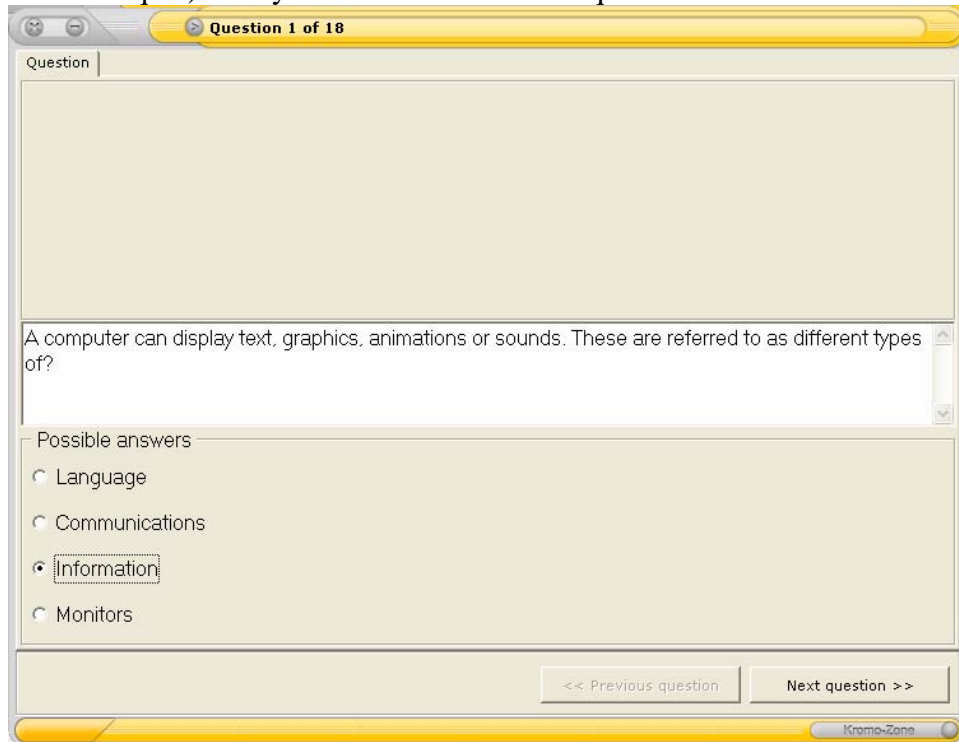 Question 1 of 18
Question
A computer can display text, graphics, animations or sounds. These are referred to as different types
of?
Possible answers
Language
Communications
Information
Monitors
<< Previous question
Next question >>
Kromo-Zone